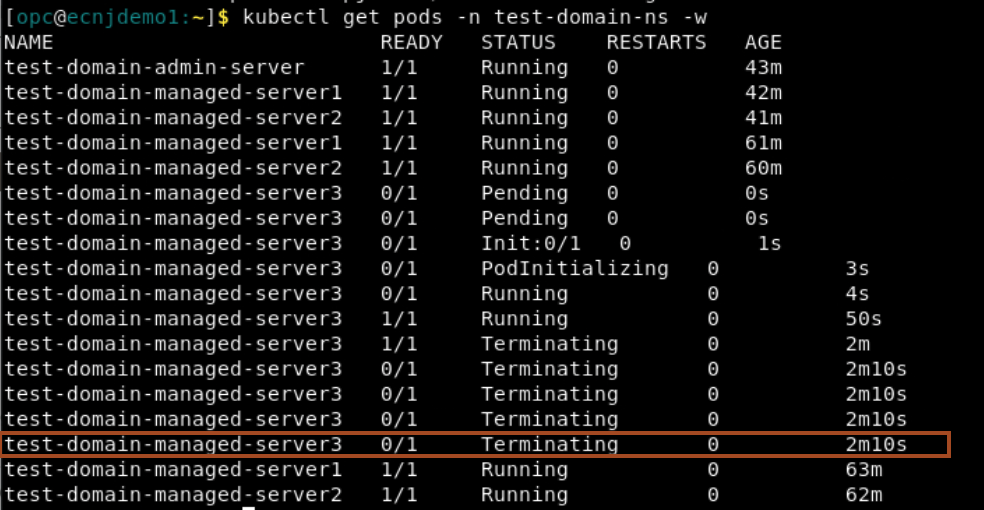 [opc@ecnjdemo1:~]$ kubectl get pods -n test-domain-ns -w
NAME READY STATUS RESTARTS AGE
test-domain-admin-server 1/1 Running 0 43m
test-domain-managed-server1 1/1 Running 0 42m
test-domain-managed-server2 1/1 Running 0 41m
test-domain-managed-server1 1/1 Running 0 61m
test-domain-managed-server2 1/1 Running 0 60m
test-domain-managed-server3 0/1 Pending 0 0s
test-domain-managed-server3 0/1 Pending 0 0s
test-domain-managed-server3 0/1 Init:0/1 0 1s
test-domain-managed-server3 0/1 PodInitializing 0 3s
test-domain-managed-server3 0/1 Running 0 4s
test-domain-managed-server3 1/1 Running 0 50s
test-domain-managed-server3 1/1 Terminating 0 2m
test-domain-managed-server3 0/1 Terminating 0 2m10s
test-domain-managed-server3 0/1 Terminating 0 2m10s
test-domain-managed-server3 0/1 Terminating 0 2m10s
test-domain-managed-server3 0/1 Terminating 0 2m10s
test-domain-managed-server1 1/1 Running 0 63m
test-domain-managed-server2 1/1 Running 0 62m